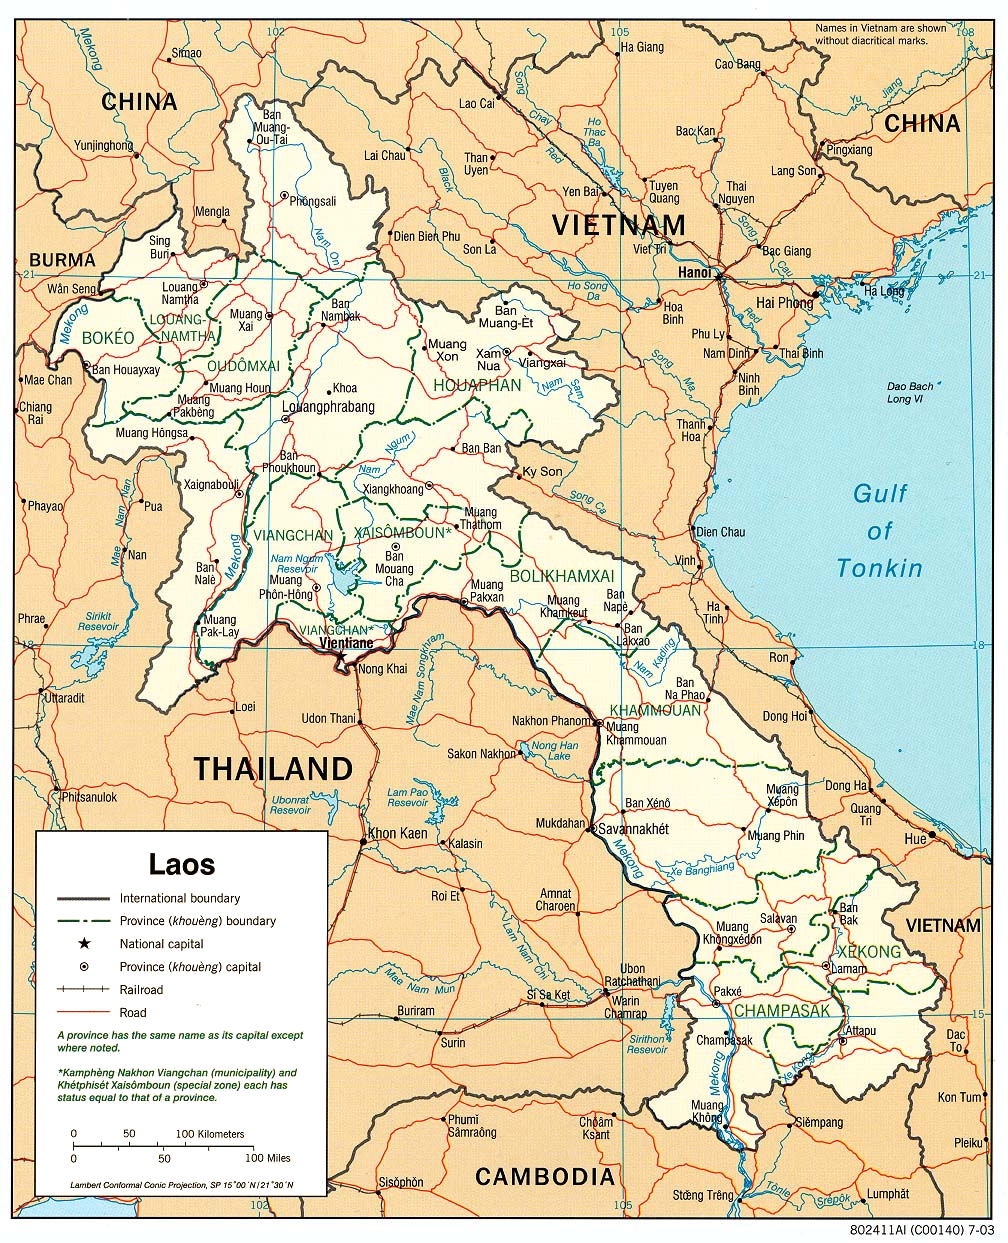 Names in Vietnam are shown
without diacritical marks.
102
105
108
Mekong
Simao
Ha Giang
Cao Bang
CHINA
Lao Cai
Song
Chay
Yu
Jiang
Ban
Muang-
Ou-Tai
Ho
Thac
Ba
Bac Kan
CHINA
Yunjinghong
Lai Chau
Than
Uyen
Red
Pingxiang
Black
Lang Son
Yen Bai
Tuyen
Quang
Thai
Nguyen
Phôngsali
Mengla
VIETNAM
Nam
Ou
Dien Bien Phu
Son La
Viet Tri
Song
Cau
Bac Giang
Sing
Buri
BURMA
21
Hanoi
Wân Seng
Louang
Namtha
Ho Song
Da
Hai Phong
Ha Long
Mekong
BOKÉO
LOUANG-
NAMTHA
Muang
Xai
Ban
Nambak
Ban
Muang-Et
Hoa
Binh
Red
Phu Ly
Muang
Xon
Xam
Nua
Viangxai
Nam Dinh
Thai Binh
Ban Houayxay
OUDÔMXAI
Song
Ma
Mae Chan
Muang Houn
Khoa
HOUAPHAN
Nam
Sam
Ninh
Binh
Dao Bach
Long VI
Chiang
Rai
Muang
Pakbèng
Louangphrabang
Thanh
Hoa
Muang Hôngsa
Ngum
Ban Ban
Ban
Phoukhoun
Nam
Ky Son
Gulf
of
Tonkin
Phayao
Pua
Xaignabouli
Xiangkhoang
Song Ca
Mae Nam Nan
Muang
Thathom
Dien Chau
VIANGCHAN
XAISÔMBOUN*
Nan
Mekong
Nam Ngum
Resevoir
Ban
Mouang
Cha
Vinh
Ban
Nalè
Muang
Phôn-Hông
BOLIKHAMXAI
Muang
Pakxan
Muang
Khamkeut
Ban
Napè
Ha
Tinh
Phrae
Sirikit
Resevoir
Muang
Pak-Lay
VIANGCHAN*
Vientiane
Ban
Lakxao
18
Nong Khai
Nam
Kading
Ron
Mae Nam Songkhram
Ban
Na Phao
Uttaradit
Loei
Udon Thani
Nakhon Phanom
KHAMMOUAN
Muang
Khammouan
Dong Hoi
Sakon Nakhon
Nong Han
Lake
THAILAND
Phitsanulok
Ubonrat
Resevoir
Lam Pao
Resevoir
Ban Xénô
Muang
Xépôn
Dong Ha
Quang
Tri
Khon Kaen
Mukdahan
Savannakhét
Muang Phin
Hue
Kalasin
Mekong
Xe Banghiang
Roi Et
Amnat
Charoen
Salavan
Ban
Bak
VIETNAM
Lam Nam Chi
Muang
Khôngxédôn
XEKONG
Lamam
Mae Nam Mun
Ubon
Ratchathani
Si Sa Ket
Warin
Chamrap
Pakxé
CHAMPASAK
Buriram
15
Surin
Sirithon
Resevoir
Champasak
Attapu
Dac
To
Mekong
Xe Kong
Kon Tum
Muang
Không
Phumĭ
Sâmraông
Chŏâm
Ksant
Siĕmpang
Pleiku
CAMBODIA
Sisŏphŏn
Stœng Trêng
Tônle
Srêpôk
Lumphăt
102
105
Laos
International boundary
Province (khouèng) boundary
National capital
Province (khouèng) capital
Railroad
Road
A province has the same name as its capital except
where noted.
*Kamphèng Nakhon Viangchan (municipality) and
Khétphisét Xaisômboun (special zone) each has
status equal to that of a province.
0 50 100 Kilometers
0 50 100 Miles
Lambert Conformal Conic Projection, SP 15°00´N/21°30´N
802411AI (C00140) 7-03